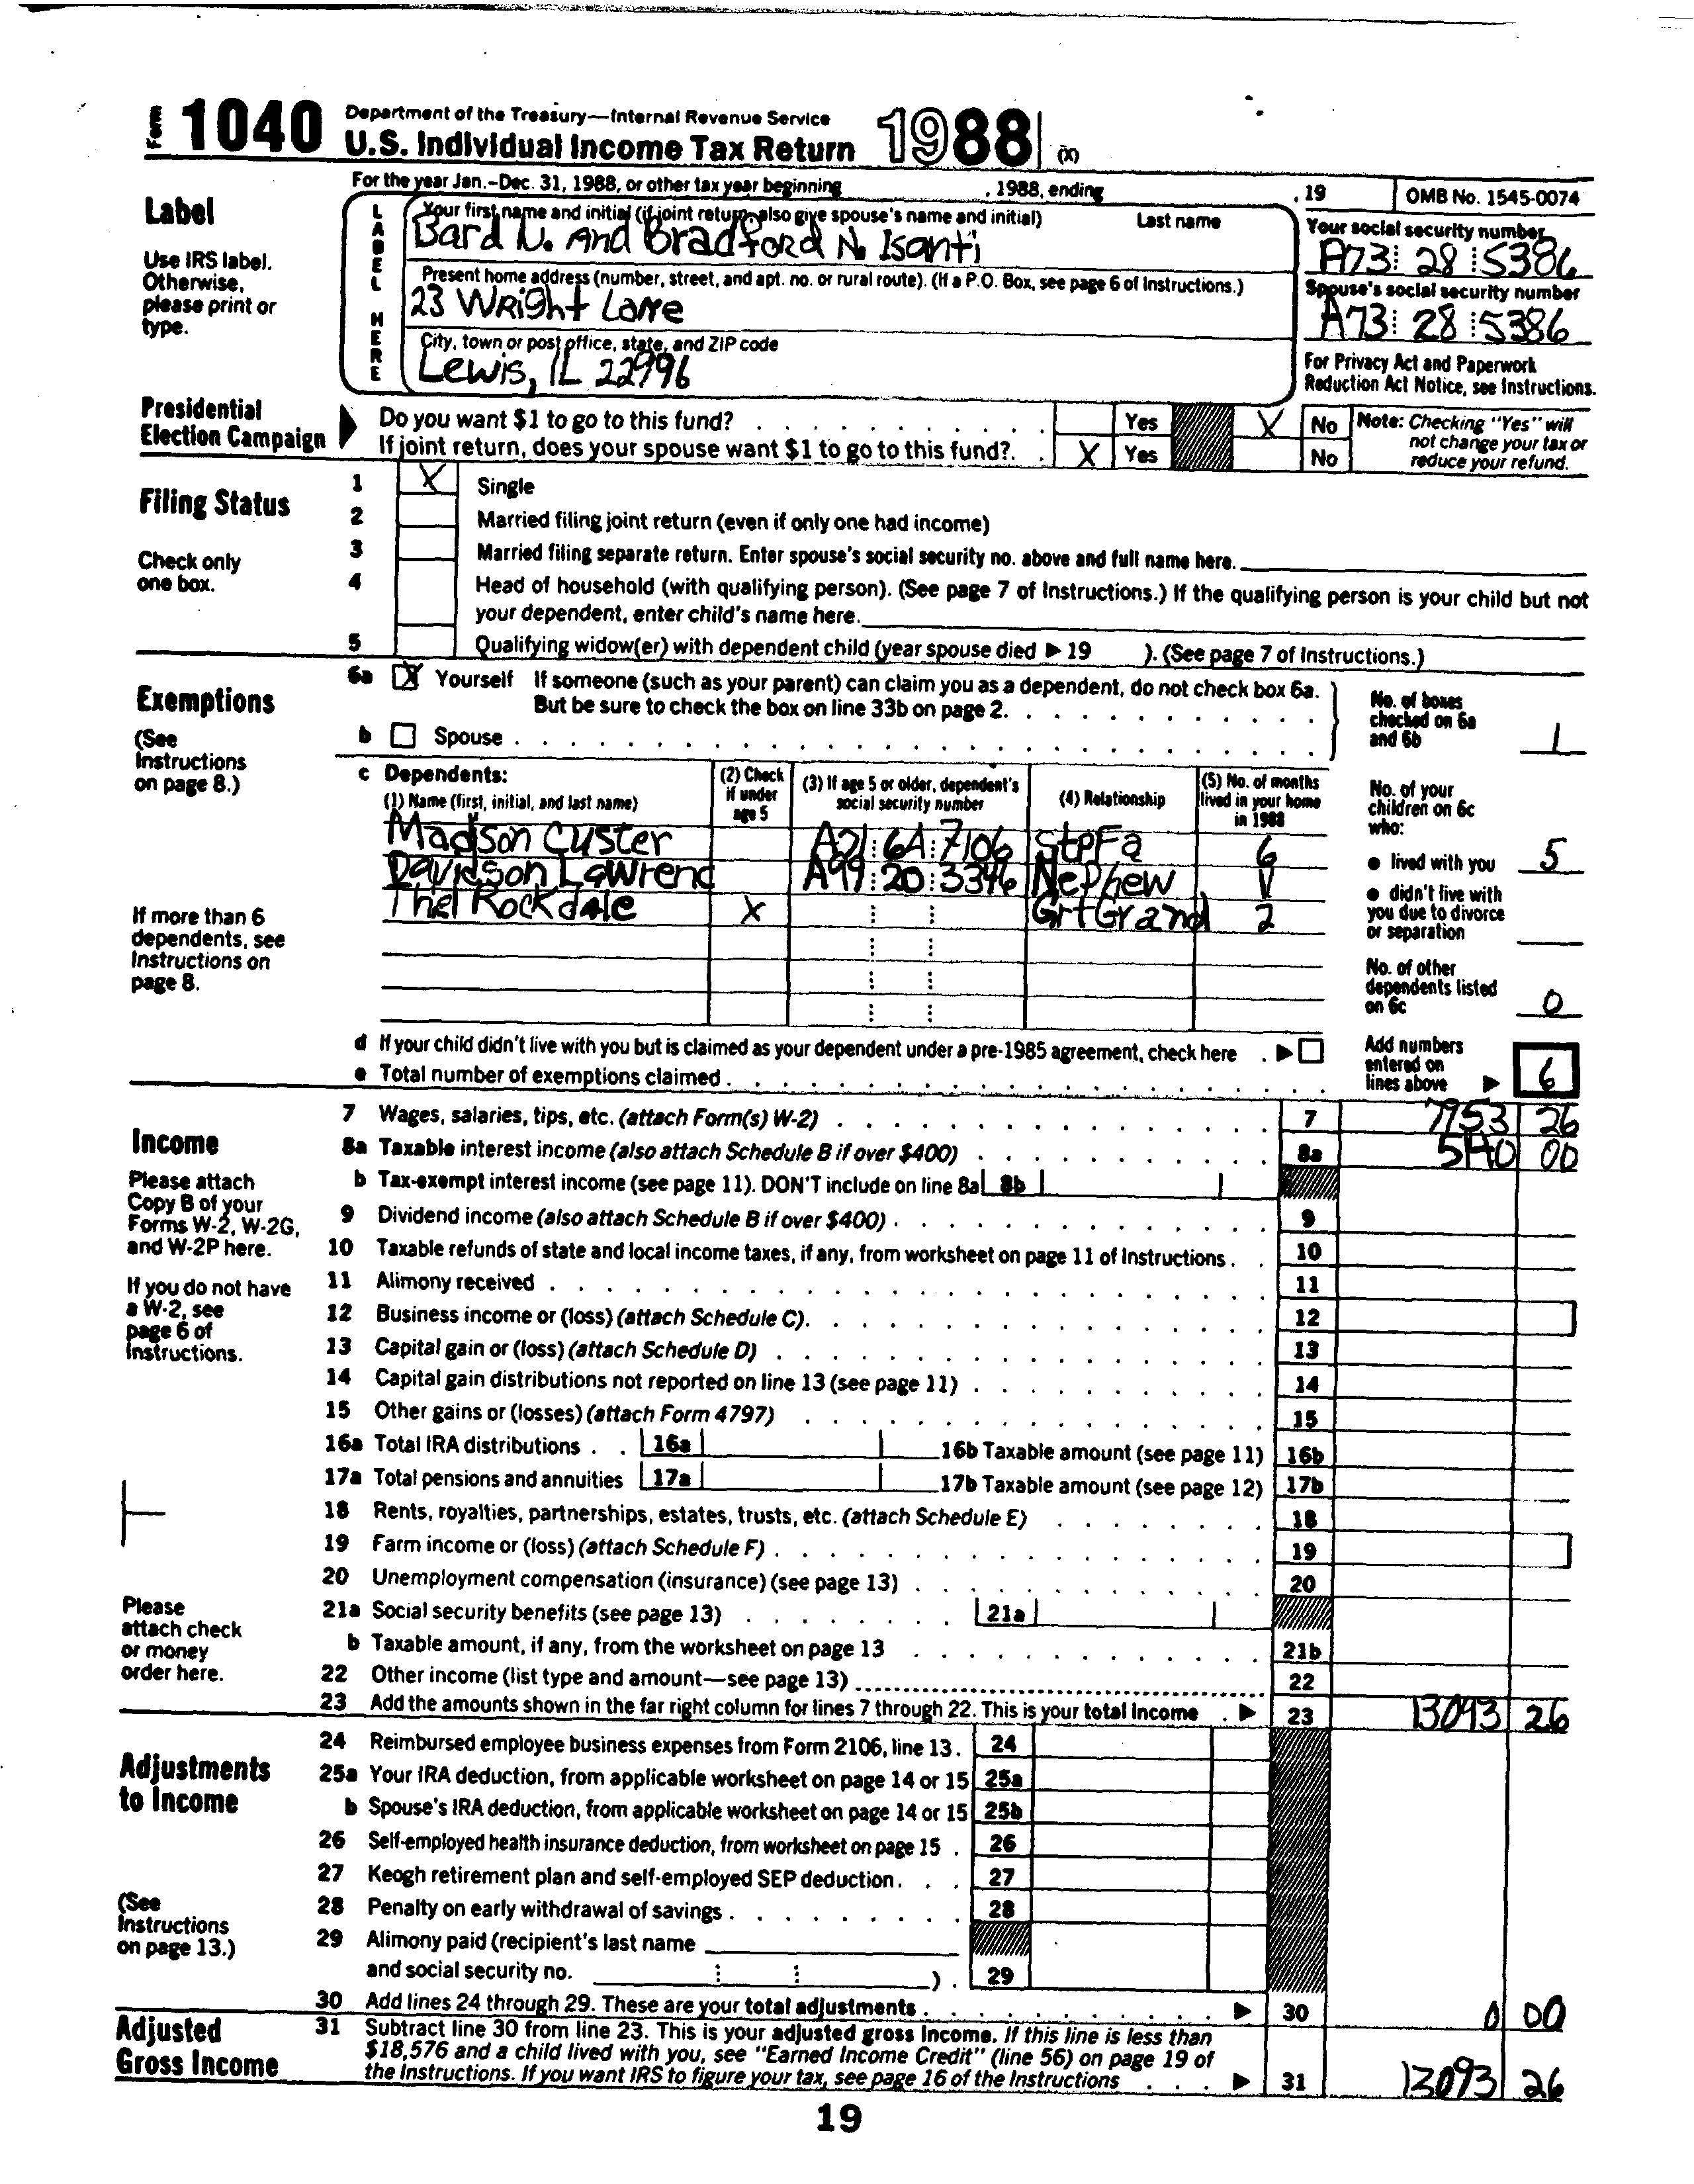 Form 1040 Department of the Treasury—Internal Revenue Service
U.S. Individual Income Tax Return 1988 (X)
For the year Jan.–Dec. 31, 1988, or other tax year beginning , 1988, ending , 19 OMB No. 1545-0074
Label
Use IRS label.
Otherwise,
please print or
type.
LABEL HERE
Your first name and initial (if joint return, also give spouse's name and initial) Last name
Bard N. And Bradford N. Isanti
Present home address (number, street, and apt. no. or rural route). (If a P.O. Box, see page 6 of Instructions.)
23 Wright Lane
City, town or post office, state, and ZIP code
Lewis, IL 22996
Your social security number
A73 28 5386
Spouse's social security number
A73 28 5386
For Privacy Act and Paperwork
Reduction Act Notice, see Instructions.
Presidential
Election Campaign
Do you want $1 to go to this fund? Yes X No
If joint return, does your spouse want $1 to go to this fund? X Yes No
Note: Checking "Yes" will
not change your tax or
reduce your refund.
Filing Status
Check only
one box.
1 X Single
2 Married filing joint return (even if only one had income)
3 Married filing separate return. Enter spouse's social security no. above and full name here.
4 Head of household (with qualifying person). (See page 7 of Instructions.) If the qualifying person is your child but not
your dependent, enter child's name here.
5 Qualifying widow(er) with dependent child (year spouse died ▶ 19 ). (See page 7 of Instructions.)
Exemptions
(See
Instructions
on page 8.)
If more than 6
dependents, see
Instructions on
page 8.
6a X Yourself If someone (such as your parent) can claim you as a dependent, do not check box 6a.
But be sure to check the box on line 33b on page 2.
b Spouse
No. of boxes
checked on 6a
and 6b 1
c Dependents:
(1) Name (first, initial, and last name)
(2) Check
if under
age 5
(3) If age 5 or older, dependent's
social security number
(4) Relationship
(5) No. of months
lived in your home
in 1988
Madison Custer A21 6A 7106 StpFa 6
Davidson Lawrenc A99 20 3346 Nephew
Thel Rockdale X GrtGrand 2
No. of your
children on 6c
who:
● lived with you 5
● didn't live with
you due to divorce
or separation
No. of other
dependents listed
on 6c 0
d If your child didn't live with you but is claimed as your dependent under a pre-1985 agreement, check here ▶
e Total number of exemptions claimed
Add numbers
entered on
lines above ▶ 6
Income
Please attach
Copy B of your
Forms W-2, W-2G,
and W-2P here.
If you do not have
a W-2, see
page 6 of
Instructions.
Please
attach check
or money
order here.
7 Wages, salaries, tips, etc. (attach Form(s) W-2) 7 7953 26
8a Taxable interest income (also attach Schedule B if over $400) 8a 5140 00
b Tax-exempt interest income (see page 11). DON'T include on line 8a 8b
9 Dividend income (also attach Schedule B if over $400) 9
10 Taxable refunds of state and local income taxes, if any, from worksheet on page 11 of Instructions 10
11 Alimony received 11
12 Business income or (loss) (attach Schedule C) 12
13 Capital gain or (loss) (attach Schedule D) 13
14 Capital gain distributions not reported on line 13 (see page 11) 14
15 Other gains or (losses) (attach Form 4797) 15
16a Total IRA distributions 16a 16b Taxable amount (see page 11) 16b
17a Total pensions and annuities 17a 17b Taxable amount (see page 12) 17b
18 Rents, royalties, partnerships, estates, trusts, etc. (attach Schedule E) 18
19 Farm income or (loss) (attach Schedule F) 19
20 Unemployment compensation (insurance) (see page 13) 20
21a Social security benefits (see page 13) 21a
b Taxable amount, if any, from the worksheet on page 13 21b
22 Other income (list type and amount—see page 13) 22
23 Add the amounts shown in the far right column for lines 7 through 22. This is your total income ▶ 23 13093 26
Adjustments
to Income
(See
Instructions
on page 13.)
24 Reimbursed employee business expenses from Form 2106, line 13 24
25a Your IRA deduction, from applicable worksheet on page 14 or 15 25a
b Spouse's IRA deduction, from applicable worksheet on page 14 or 15 25b
26 Self-employed health insurance deduction, from worksheet on page 15 26
27 Keogh retirement plan and self-employed SEP deduction 27
28 Penalty on early withdrawal of savings 28
29 Alimony paid (recipient's last name
and social security no. ) 29
30 Add lines 24 through 29. These are your total adjustments ▶ 30 0 00
Adjusted
Gross Income
31 Subtract line 30 from line 23. This is your adjusted gross income. If this line is less than
$18,576 and a child lived with you, see "Earned Income Credit" (line 56) on page 19 of
the Instructions. If you want IRS to figure your tax, see page 16 of the Instructions ▶ 31 13093 26
19